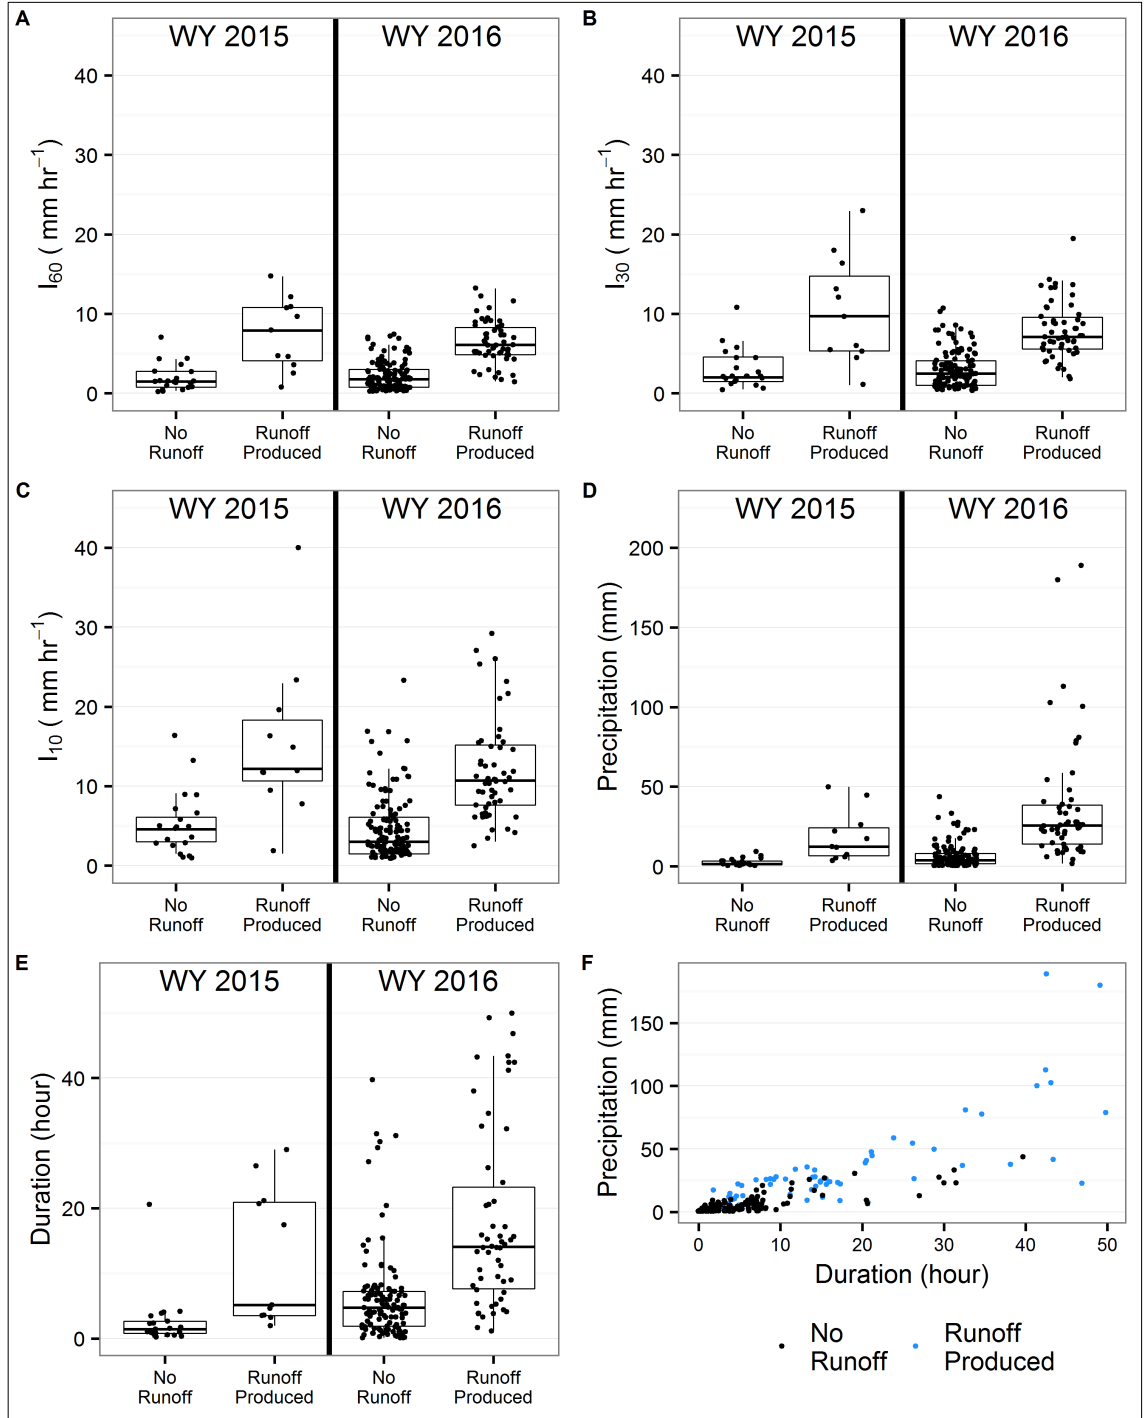 A
WY 2015 WY 2016
I60 ( mm hr−1)
40
30
20
10
0
No Runoff Produced No Runoff
Runoff Produced Runoff Produced
B
WY 2015 WY 2016
I30 ( mm hr−1)
40
30
20
10
0
No Runoff No Runoff
Runoff Produced Runoff Produced
C
WY 2015 WY 2016
I10 ( mm hr−1)
40
30
20
10
0
No Runoff No Runoff
Runoff Produced Runoff Produced
D
WY 2015 WY 2016
Precipitation (mm)
200
150
100
50
0
No Runoff No Runoff
Runoff Produced Runoff Produced
E
WY 2015 WY 2016
Duration (hour)
40
20
0
No Runoff No Runoff
Runoff Produced Runoff Produced
F
Precipitation (mm)
150
100
50
0
0 10 20 30 40 50
Duration (hour)
No Runoff
Runoff Produced